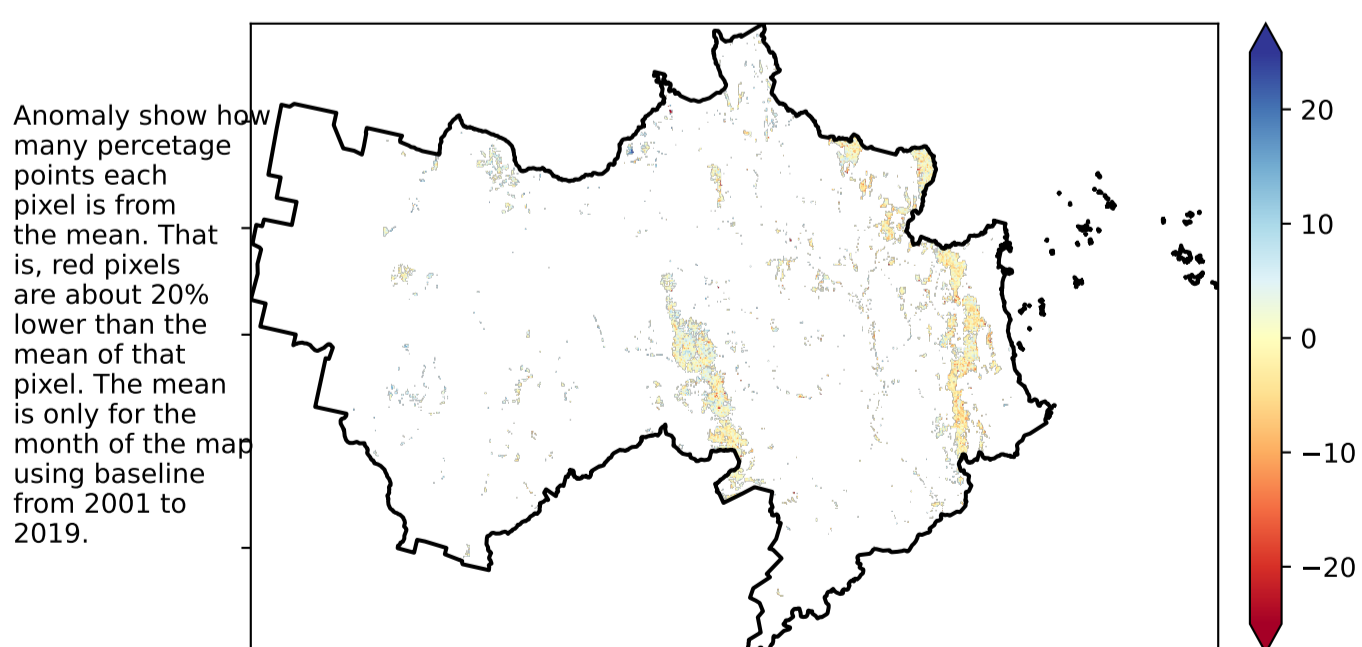 Anomaly show how
many percetage
points each
pixel is from
the mean. That
is, red pixels
are about 20%
lower than the
mean of that
pixel. The mean
is only for the
month of the map
using baseline
from 2001 to
2019.
20
10
0
−10
−20